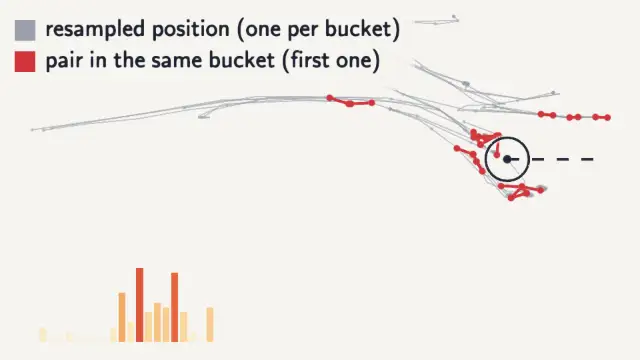 resampled position (one per bucket)
pair in the same bucket (first one)